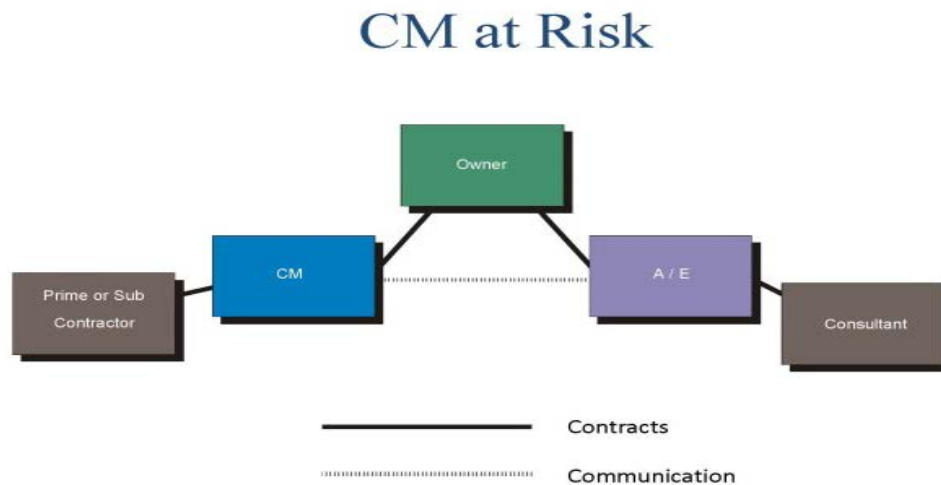 CM at Risk
Owner
CM
A / E
Prime or Sub
Contractor
Consultant
Contracts
Communication